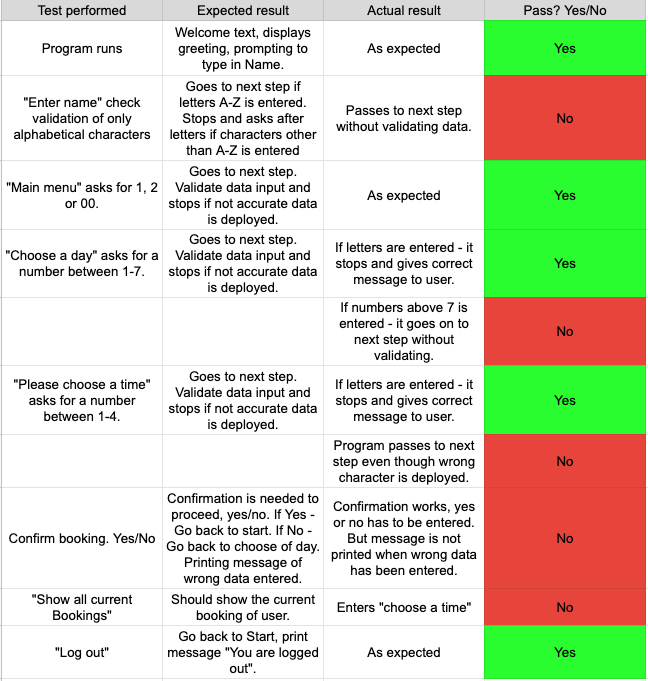 Test performed Expected result Actual result Pass? Yes/No
Program runs
Welcome text, displays
greeting, prompting to
type in Name.
As expected
Yes
"Enter name" check
validation of only
alphabetical characters
Goes to next step if
letters A-Z is entered.
Stops and asks after
letters if characters other
than A-Z is entered
Passes to next step
without validating data.
No
"Main menu" asks for 1, 2
or 00.
Goes to next step.
Validate data input and
stops if not accurate data
is deployed.
As expected
Yes
"Choose a day" asks for a
number between 1-7.
Goes to next step.
Validate data input and
stops if not accurate data
is deployed.
If letters are entered - it
stops and gives correct
message to user.
Yes
If numbers above 7 is
entered - it goes on to
next step without
validating.
No
"Please choose a time"
asks for a number
between 1-4.
Goes to next step.
Validate data input and
stops if not accurate data
is deployed.
If letters are entered - it
stops and gives correct
message to user.
Yes
Program passes to next
step even though wrong
character is deployed.
No
Confirm booking. Yes/No
Confirmation is needed to
proceed, yes/no. If Yes -
Go back to start. If No -
Go back to choose of day.
Printing message of
wrong data entered.
Confirmation works, yes
or no has to be entered.
But message is not
printed when wrong data
has been entered.
No
"Show all current
Bookings"
Should show the current
booking of user.
Enters "choose a time"
No
"Log out"
Go back to Start, print
message "You are logged
out".
As expected
Yes